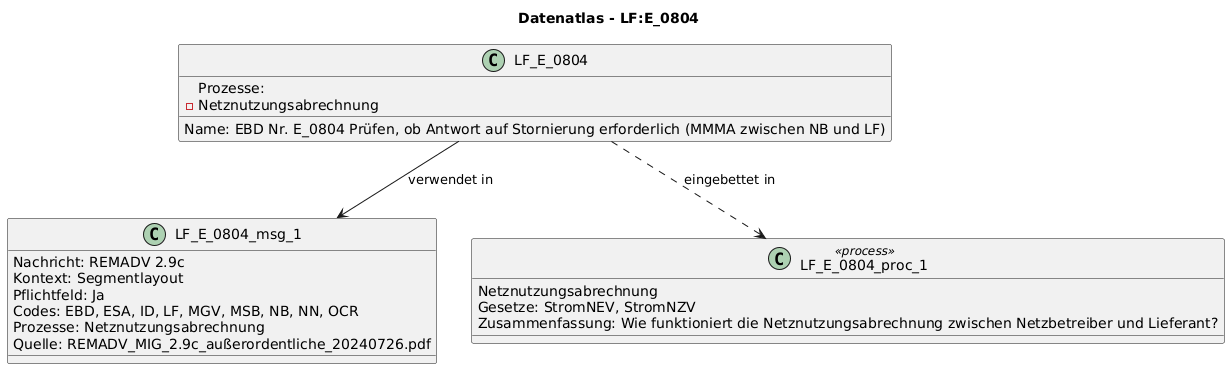 Datenatlas - LF:E_0804
C LF_E_0804
Prozesse:
Netznutzungsabrechnung
Name: EBD Nr. E_0804 Prüfen, ob Antwort auf Stornierung erforderlich (MMMA zwischen NB und LF)
verwendet in
eingebettet in
C LF_E_0804_msg_1
Nachricht: REMADV 2.9c
Kontext: Segmentlayout
Pflichtfeld: Ja
Codes: EBD, ESA, ID, LF, MGV, MSB, NB, NN, OCR
Prozesse: Netznutzungsabrechnung
Quelle: REMADV_MIG_2.9c_außerordentliche_20240726.pdf
«process»
C LF_E_0804_proc_1
Netznutzungsabrechnung
Gesetze: StromNEV, StromNZV
Zusammenfassung: Wie funktioniert die Netznutzungsabrechnung zwischen Netzbetreiber und Lieferant?